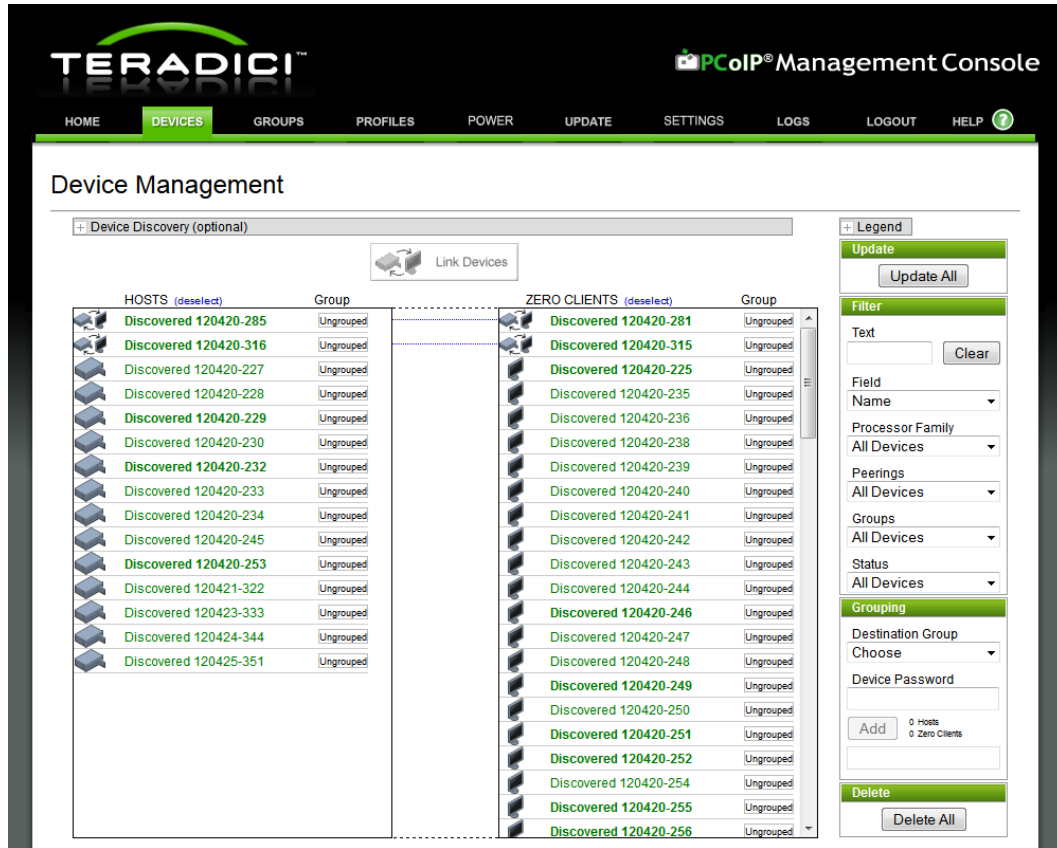 TERADICI™
PCoIP® Management Console
HOME DEVICES GROUPS PROFILES POWER UPDATE SETTINGS LOGS LOGOUT HELP ?
Device Management
+ Device Discovery (optional)
+ Legend
Link Devices
HOSTS (deselect) Group
Discovered 120420-285 Ungrouped
Discovered 120420-316 Ungrouped
Discovered 120420-227 Ungrouped
Discovered 120420-228 Ungrouped
Discovered 120420-229 Ungrouped
Discovered 120420-230 Ungrouped
Discovered 120420-232 Ungrouped
Discovered 120420-233 Ungrouped
Discovered 120420-234 Ungrouped
Discovered 120420-245 Ungrouped
Discovered 120420-253 Ungrouped
Discovered 120421-322 Ungrouped
Discovered 120423-333 Ungrouped
Discovered 120424-344 Ungrouped
Discovered 120425-351 Ungrouped
ZERO CLIENTS (deselect) Group
Discovered 120420-281 Ungrouped
Discovered 120420-315 Ungrouped
Discovered 120420-225 Ungrouped
Discovered 120420-235 Ungrouped
Discovered 120420-236 Ungrouped
Discovered 120420-238 Ungrouped
Discovered 120420-239 Ungrouped
Discovered 120420-240 Ungrouped
Discovered 120420-241 Ungrouped
Discovered 120420-242 Ungrouped
Discovered 120420-243 Ungrouped
Discovered 120420-244 Ungrouped
Discovered 120420-246 Ungrouped
Discovered 120420-247 Ungrouped
Discovered 120420-248 Ungrouped
Discovered 120420-249 Ungrouped
Discovered 120420-250 Ungrouped
Discovered 120420-251 Ungrouped
Discovered 120420-252 Ungrouped
Discovered 120420-254 Ungrouped
Discovered 120420-255 Ungrouped
Discovered 120420-256 Ungrouped
Update
Update All
Filter
Text
Clear
Field
Name
Processor Family
All Devices
Peerings
All Devices
Groups
All Devices
Status
All Devices
Grouping
Destination Group
Choose
Device Password
Add
0 Hosts
0 Zero Clients
Delete
Delete All